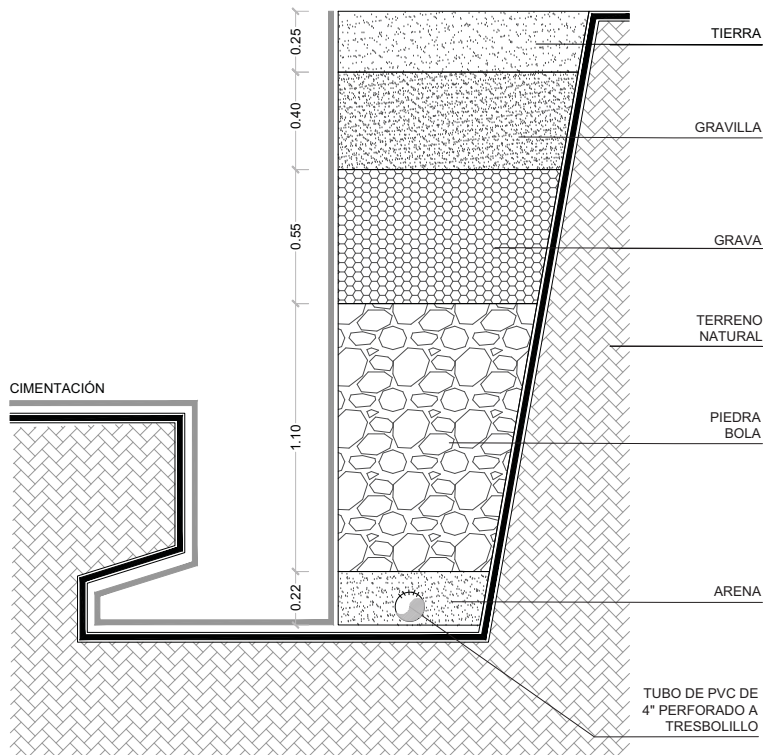 TIERRA
0.25
0.40
GRAVILLA
0.55
GRAVA
TERRENO
NATURAL
CIMENTACIÓN
1.10
PIEDRA
BOLA
0.22
ARENA
TUBO DE PVC DE
4" PERFORADO A
TRESBOLILLO